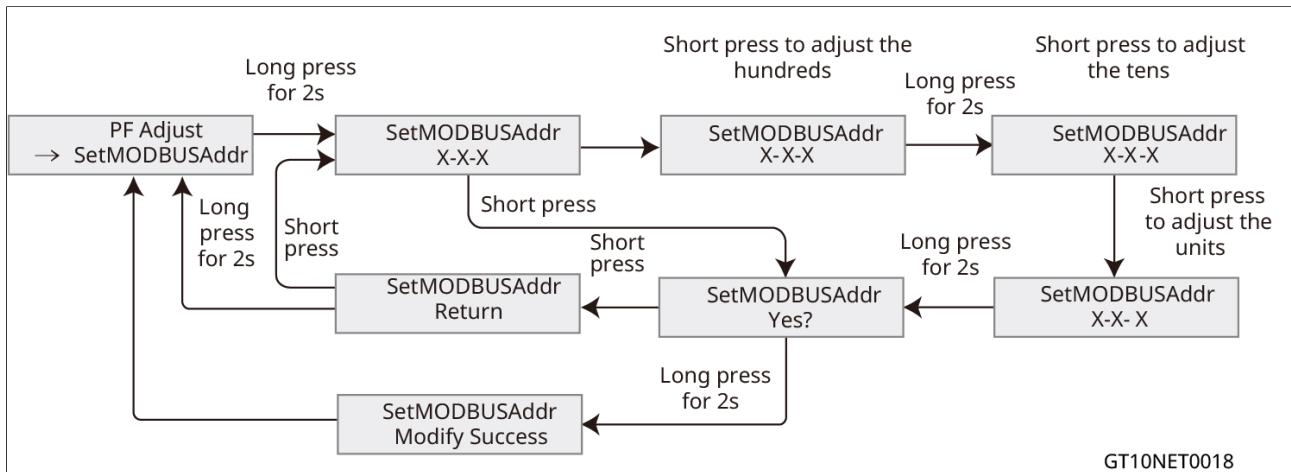 Short press to adjust the
hundreds
Short press to adjust
the tens
Long press
for 2s
Long press
for 2s
PF Adjust
→ SetMODBUSAddr
SetMODBUSAddr
X-X-X
SetMODBUSAddr
X-X-X
SetMODBUSAddr
X-X-X
Long
press
for 2s
Short
press
Short press
Short
press
Long press
for 2s
Short press
to adjust the
units
SetMODBUSAddr
Return
SetMODBUSAddr
Yes?
SetMODBUSAddr
X-X- X
Long press
for 2s
SetMODBUSAddr
Modify Success
GT10NET0018